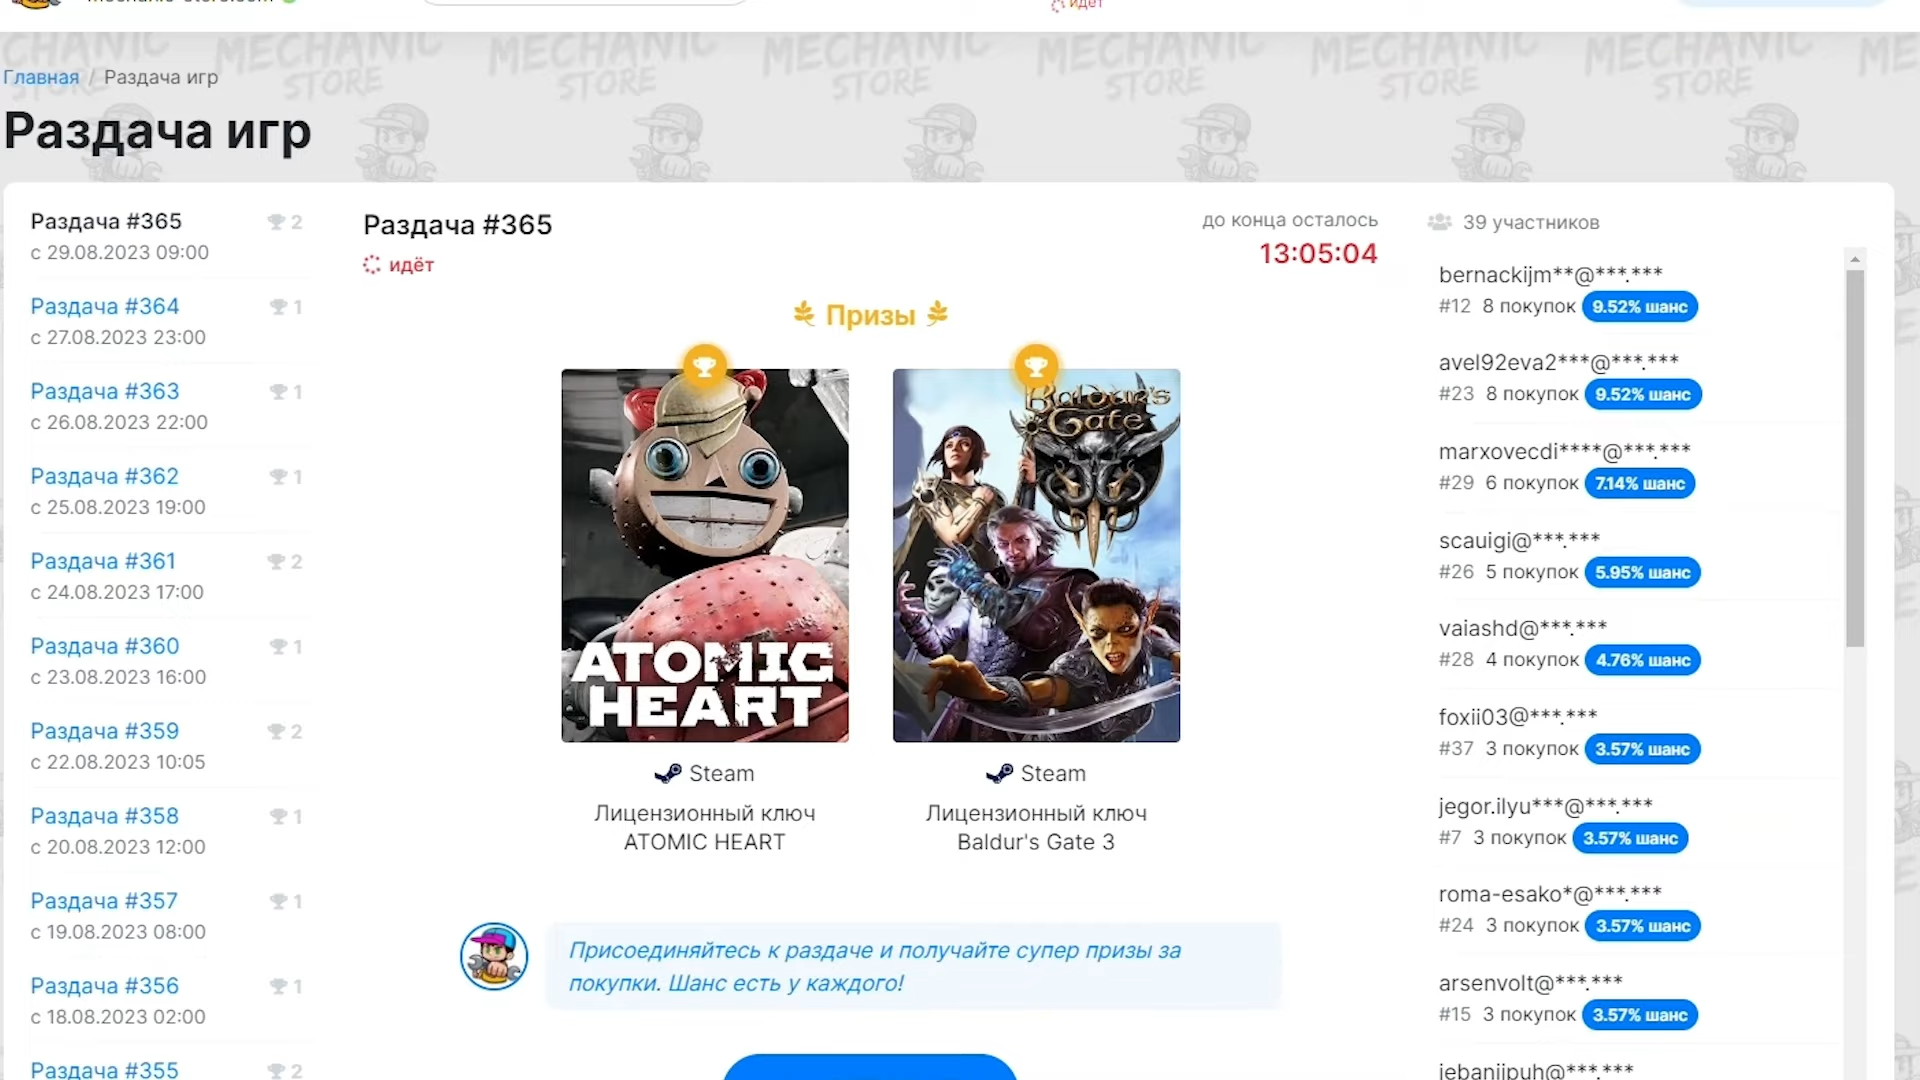 идёт
MECHANIC STORE
Главная / Раздача игр
Раздача игр
Раздача #365
2
с 29.08.2023 09:00
Раздача #364
1
с 27.08.2023 23:00
Раздача #363
1
с 26.08.2023 22:00
Раздача #362
1
с 25.08.2023 19:00
Раздача #361
2
с 24.08.2023 17:00
Раздача #360
1
с 23.08.2023 16:00
Раздача #359
2
с 22.08.2023 10:05
Раздача #358
1
с 20.08.2023 12:00
Раздача #357
1
с 19.08.2023 08:00
Раздача #356
1
с 18.08.2023 02:00
Раздача #355
2
Раздача #365
идёт
до конца осталось
13:05:04
Призы
ATOMIC
HEART
Baldur's
Gate
Steam
Лицензионный ключ
ATOMIC HEART
Steam
Лицензионный ключ
Baldur's Gate 3
Присоединяйтесь к раздаче и получайте супер призы за
покупки. Шанс есть у каждого!
39 участников
bernackijm**@***.***
#12 8 покупок 9.52% шанс
avel92eva2***@***.***
#23 8 покупок 9.52% шанс
marxovecdi****@***.***
#29 6 покупок 7.14% шанс
scauigi@***.***
#26 5 покупок 5.95% шанс
vaiashd@***.***
#28 4 покупок 4.76% шанс
foxii03@***.***
#37 3 покупок 3.57% шанс
jegor.ilyu***@***.***
#7 3 покупок 3.57% шанс
roma-esako*@***.***
#24 3 покупок 3.57% шанс
arsenvolt@***.***
#15 3 покупок 3.57% шанс